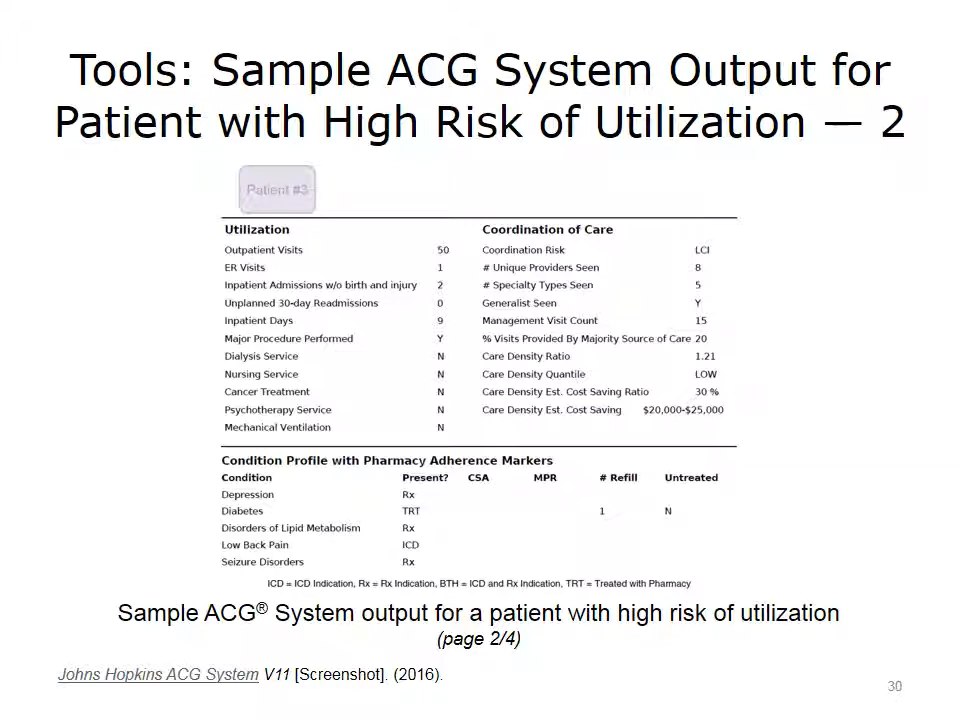 Tools: Sample ACG System Output for
Patient with High Risk of Utilization — 2
Patient #3
Utilization
Outpatient Visits 50
ER Visits 1
Inpatient Admissions w/o birth and injury 2
Unplanned 30-day Readmissions 0
Inpatient Days 9
Major Procedure Performed Y
Dialysis Service N
Nursing Service N
Cancer Treatment N
Psychotherapy Service N
Mechanical Ventilation N
Coordination of Care
Coordination Risk LCI
# Unique Providers Seen 8
# Specialty Types Seen 5
Generalist Seen Y
Management Visit Count 15
% Visits Provided By Majority Source of Care 20
Care Density Ratio 1.21
Care Density Quantile LOW
Care Density Est. Cost Saving Ratio 30 %
Care Density Est. Cost Saving $20,000-$25,000
Condition Profile with Pharmacy Adherence Markers
Condition Present? CSA MPR # Refill Untreated
Depression Rx
Diabetes TRT 1 N
Disorders of Lipid Metabolism Rx
Low Back Pain ICD
Seizure Disorders Rx
ICD = ICD Indication, Rx = Rx Indication, BTH = ICD and Rx Indication, TRT = Treated with Pharmacy
Sample ACG® System output for a patient with high risk of utilization
(page 2/4)
Johns Hopkins ACG System V11 [Screenshot]. (2016).
30